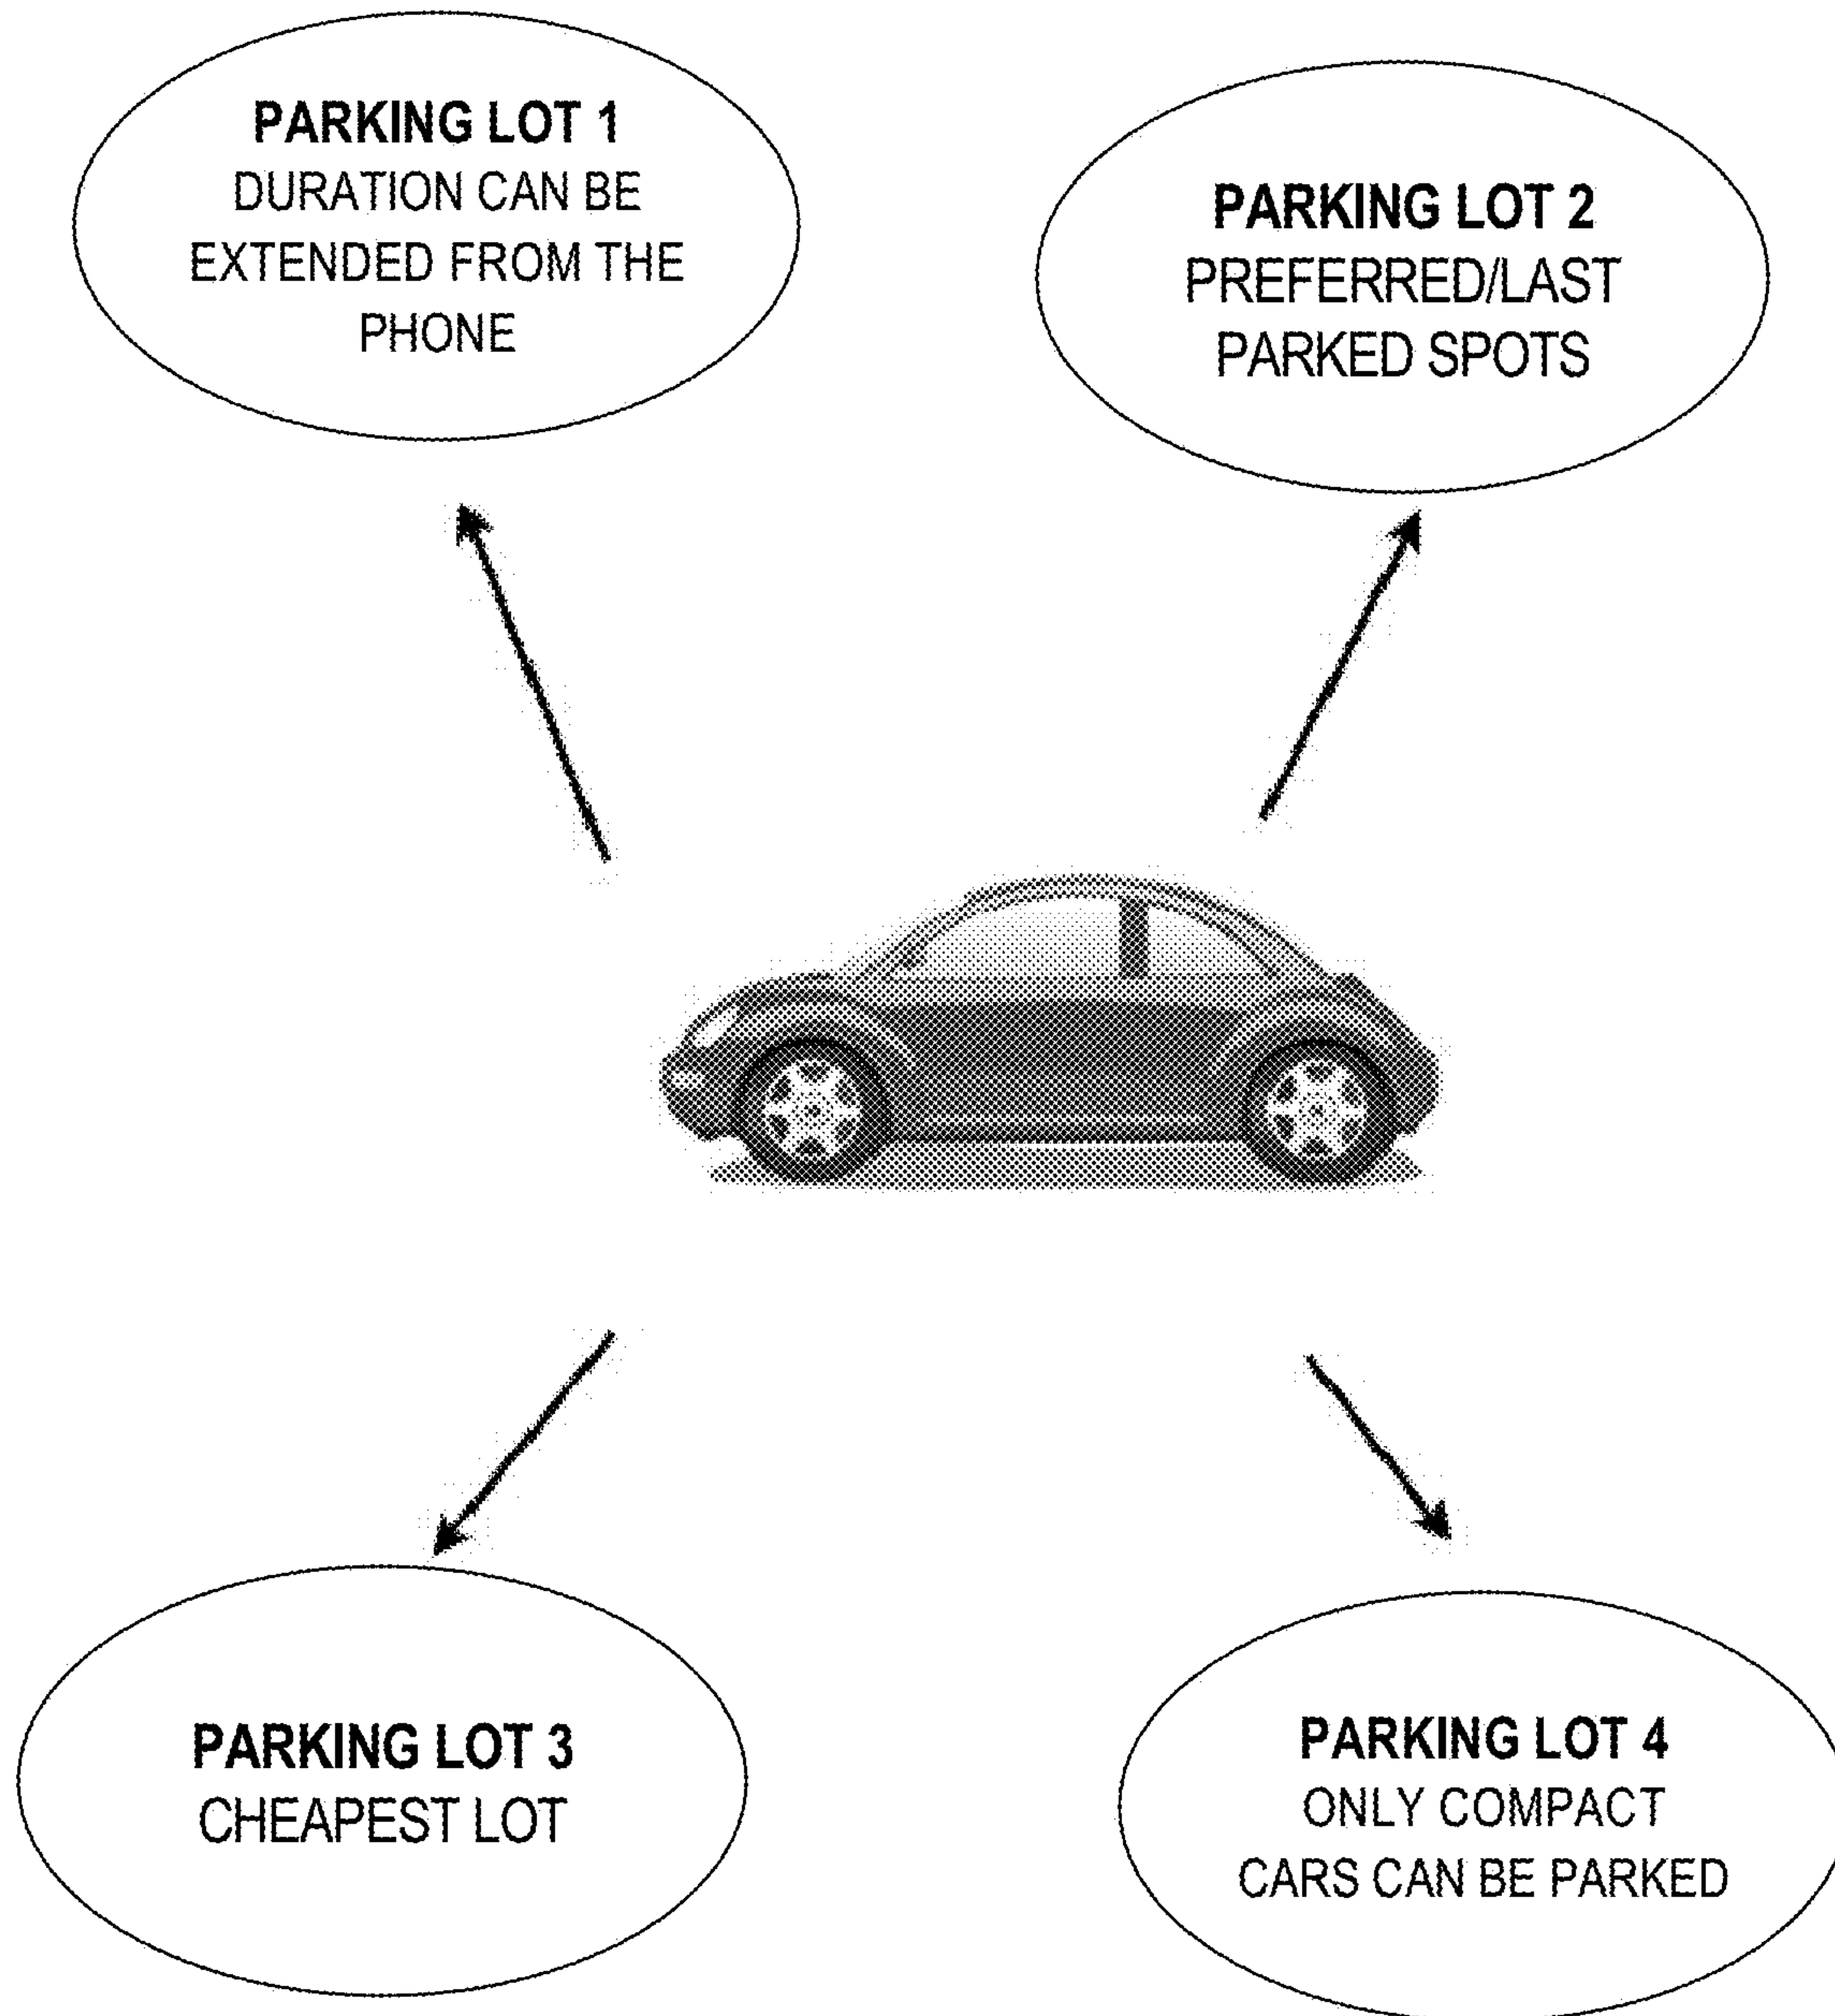 PARKING LOT 1
DURATION CAN BE
EXTENDED FROM THE
PHONE
PARKING LOT 2
PREFERRED/LAST
PARKED SPOTS
PARKING LOT 3
CHEAPEST LOT
PARKING LOT 4
ONLY COMPACT
CARS CAN BE PARKED